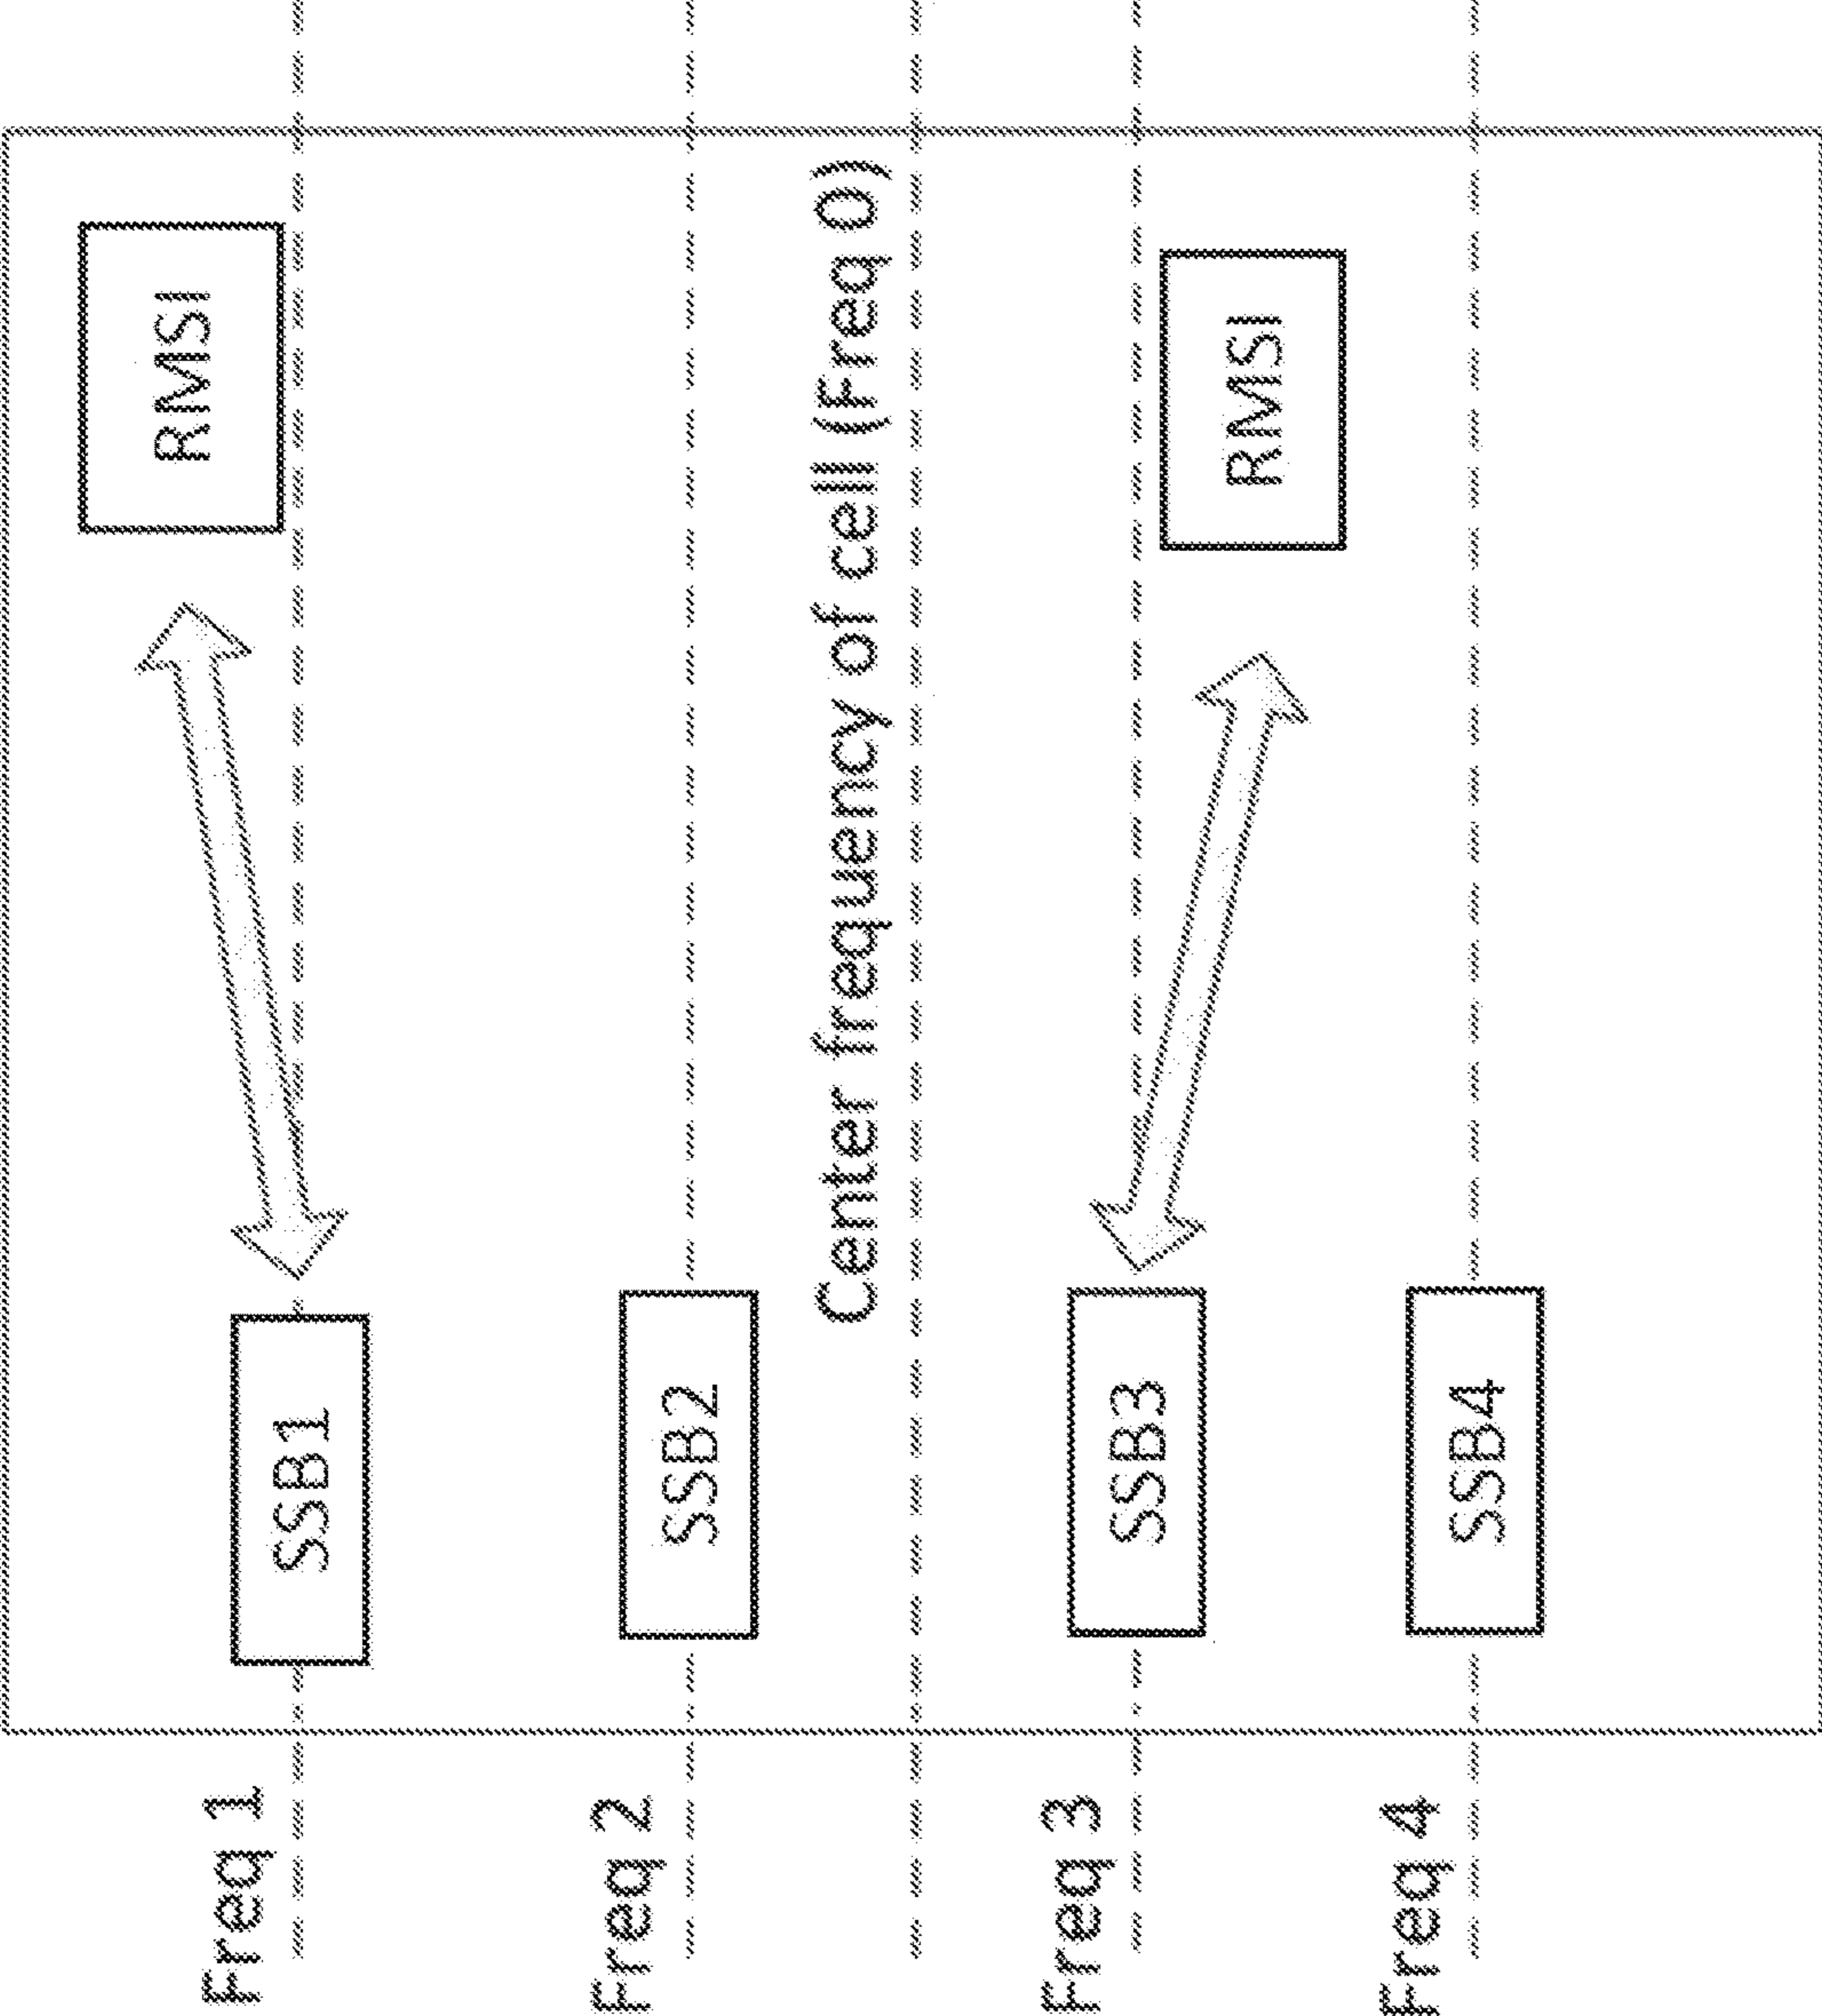 Freq 1
SSB1
RMSI
Freq 2
SSB2
Center frequency of cell (Freq 0)
Freq 3
SSB3
RMSI
Freq 4
SSB4